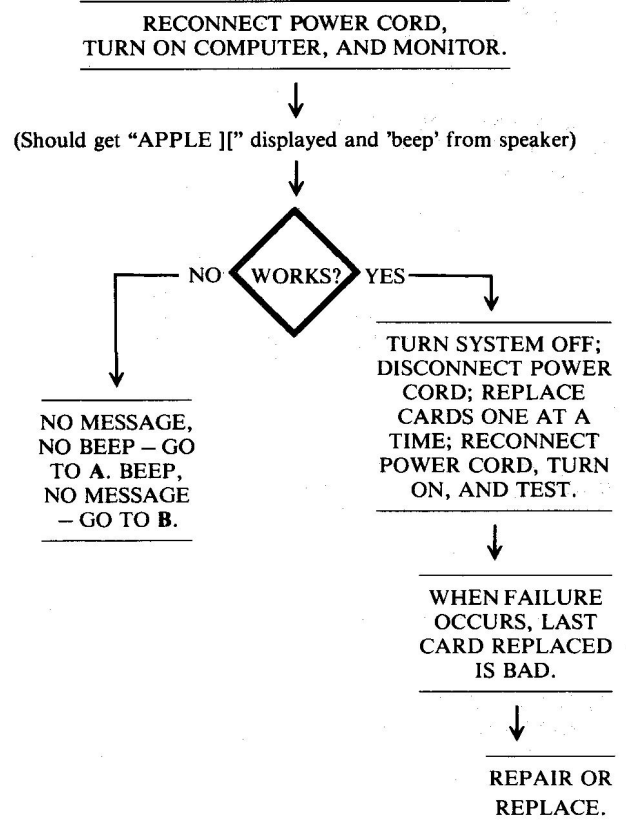 RECONNECT POWER CORD,
TURN ON COMPUTER, AND MONITOR.
(Should get “APPLE ][” displayed and 'beep' from speaker)
NO
WORKS?
YES
NO MESSAGE,
NO BEEP – GO
TO A. BEEP,
NO MESSAGE
– GO TO B.
TURN SYSTEM OFF;
DISCONNECT POWER
CORD; REPLACE
CARDS ONE AT A
TIME; RECONNECT
POWER CORD, TURN
ON, AND TEST.
WHEN FAILURE
OCCURS, LAST
CARD REPLACED
IS BAD.
REPAIR OR
REPLACE.